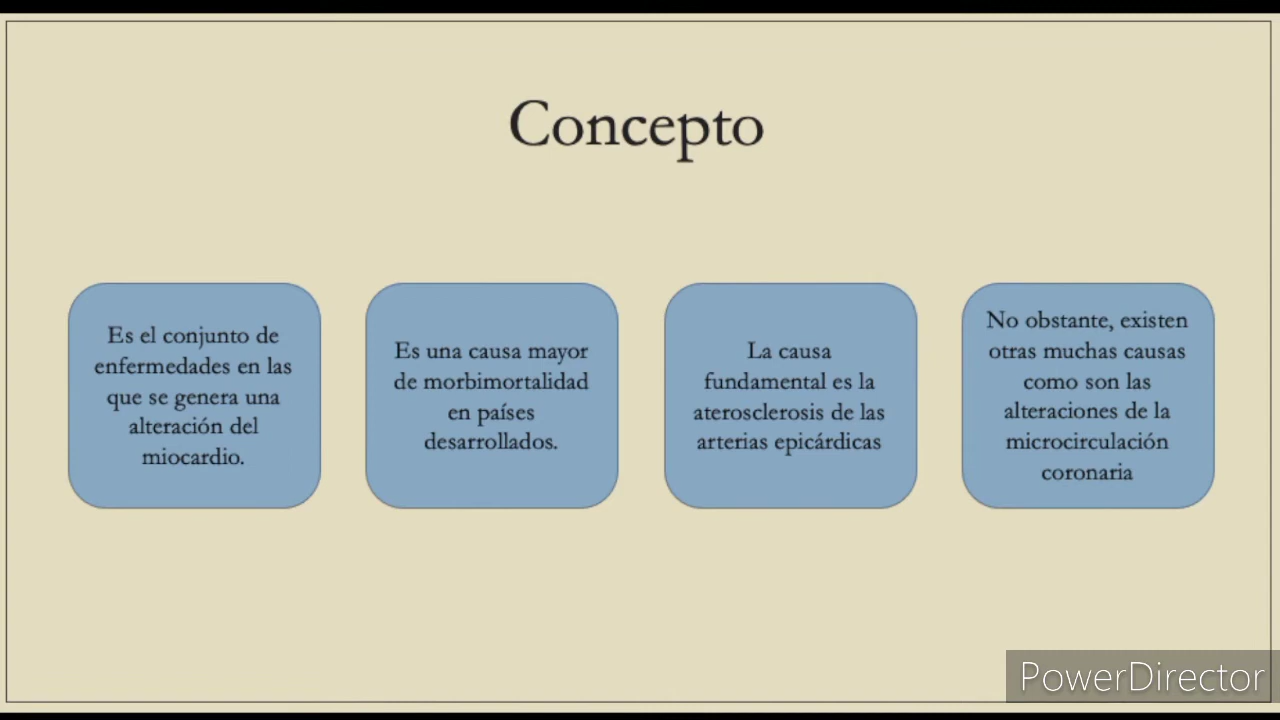 Concepto
Es el conjunto de
enfermedades en las
que se genera una
alteración del
miocardio.
Es una causa mayor
de morbimortalidad
en países
desarrollados.
La causa
fundamental es la
aterosclerosis de las
arterias epicárdicas
No obstante, existen
otras muchas causas
como son las
alteraciones de la
microcirculación
coronaria
PowerDirector